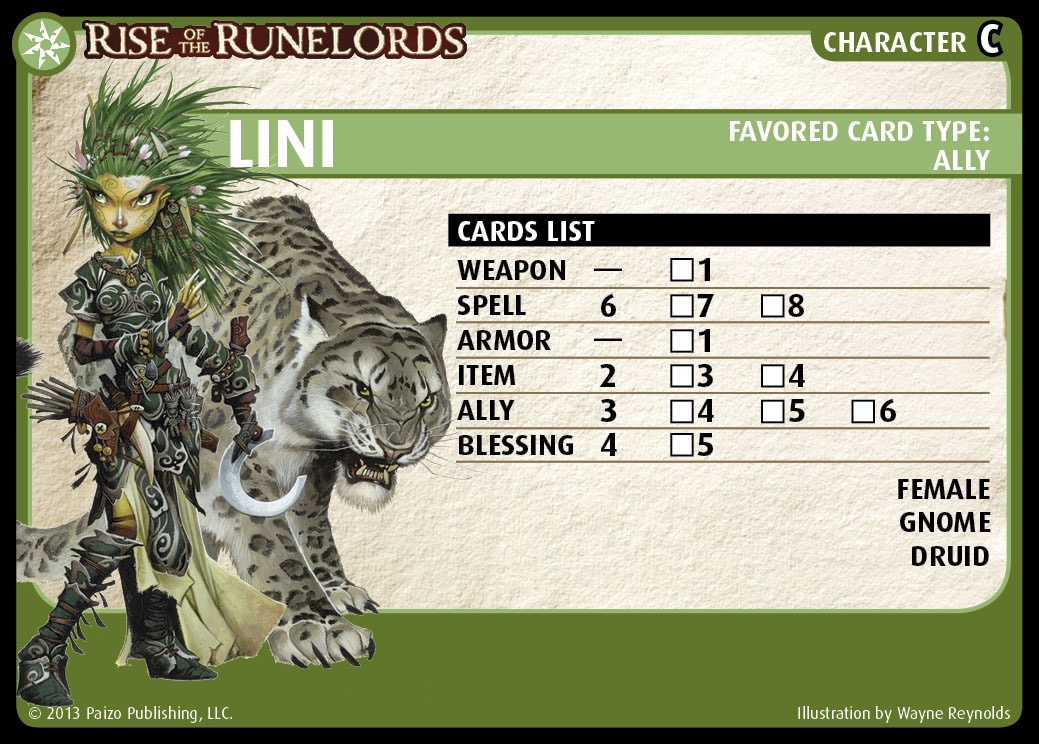 RISE OF THE RUNELORDS
CHARACTER C
LINI
FAVORED CARD TYPE:
ALLY
CARDS LIST
WEAPON — □1
SPELL 6 □7 □8
ARMOR — □1
ITEM 2 □3 □4
ALLY 3 □4 □5 □6
BLESSING 4 □5
FEMALE
GNOME
DRUID
© 2013 Paizo Publishing, LLC.
Illustration by Wayne Reynolds